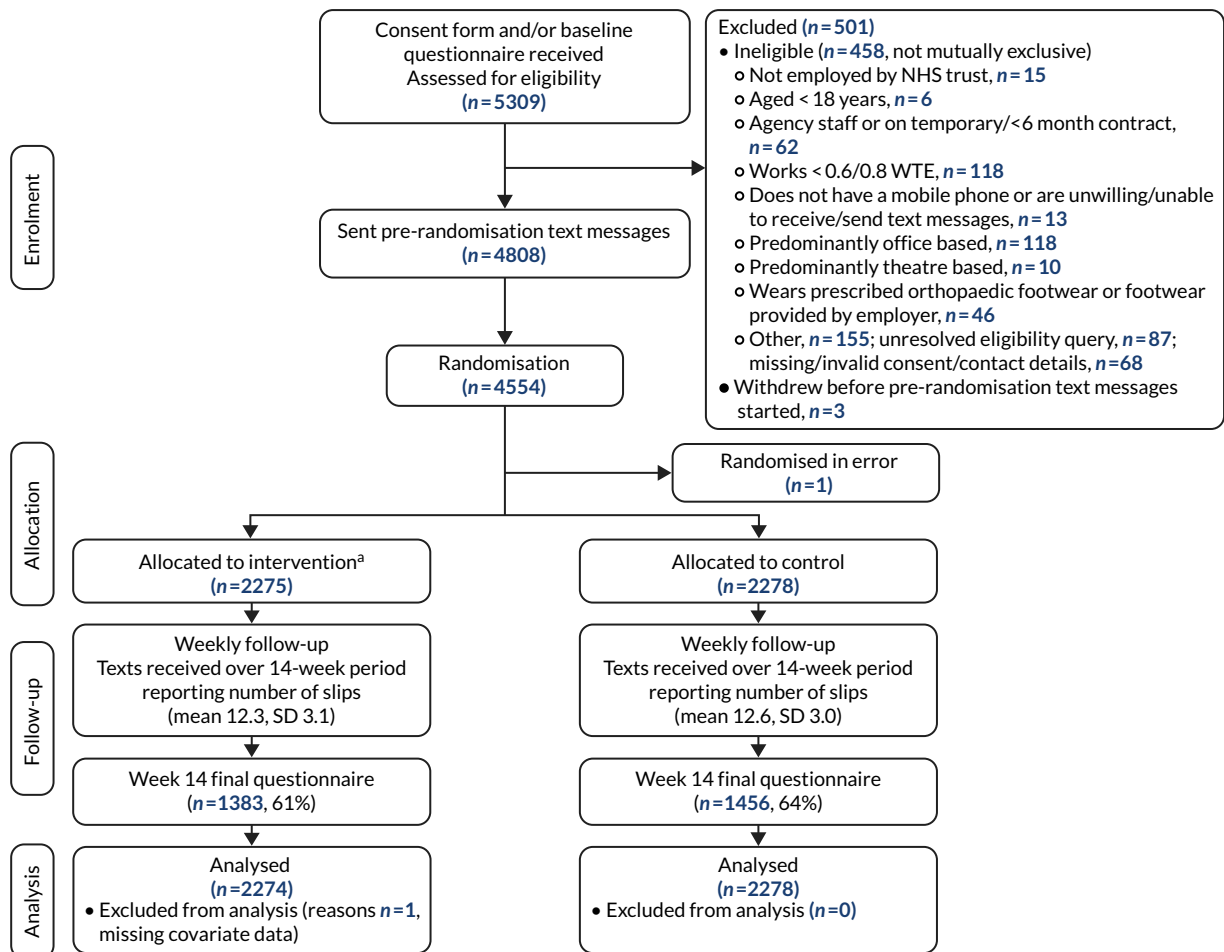 Consent form and/or baseline
questionnaire received
Assessed for eligibility
(n=5309)
Excluded (n=501)
• Ineligible (n=458, not mutually exclusive)
Not employed by NHS trust, n=15
Aged < 18 years, n=6
Agency staff or on temporary/<6 month contract,
n=62
Works < 0.6/0.8 WTE, n=118
Does not have a mobile phone or are unwilling/unable
to receive/send text messages, n=13
Predominantly office based, n=118
Predominantly theatre based, n=10
Wears prescribed orthopaedic footwear or footwear
provided by employer, n=46
Other, n=155; unresolved eligibility query, n=87;
missing/invalid consent/contact details, n=68
• Withdrew before pre-randomisation text messages
started, n=3
Enrolment
Sent pre-randomisation text messages
(n=4808)
Randomisation
(n=4554)
Allocation
Randomised in error
(n=1)
Allocated to interventionᵃ
(n=2275)
Allocated to control
(n=2278)
Follow-up
Weekly follow-up
Texts received over 14-week period
reporting number of slips
(mean 12.3, SD 3.1)
Weekly follow-up
Texts received over 14-week period
reporting number of slips
(mean 12.6, SD 3.0)
Week 14 final questionnaire
(n=1383, 61%)
Week 14 final questionnaire
(n=1456, 64%)
Analysis
Analysed
(n=2274)
• Excluded from analysis (reasons n=1,
missing covariate data)
Analysed
(n=2278)
• Excluded from analysis (n=0)